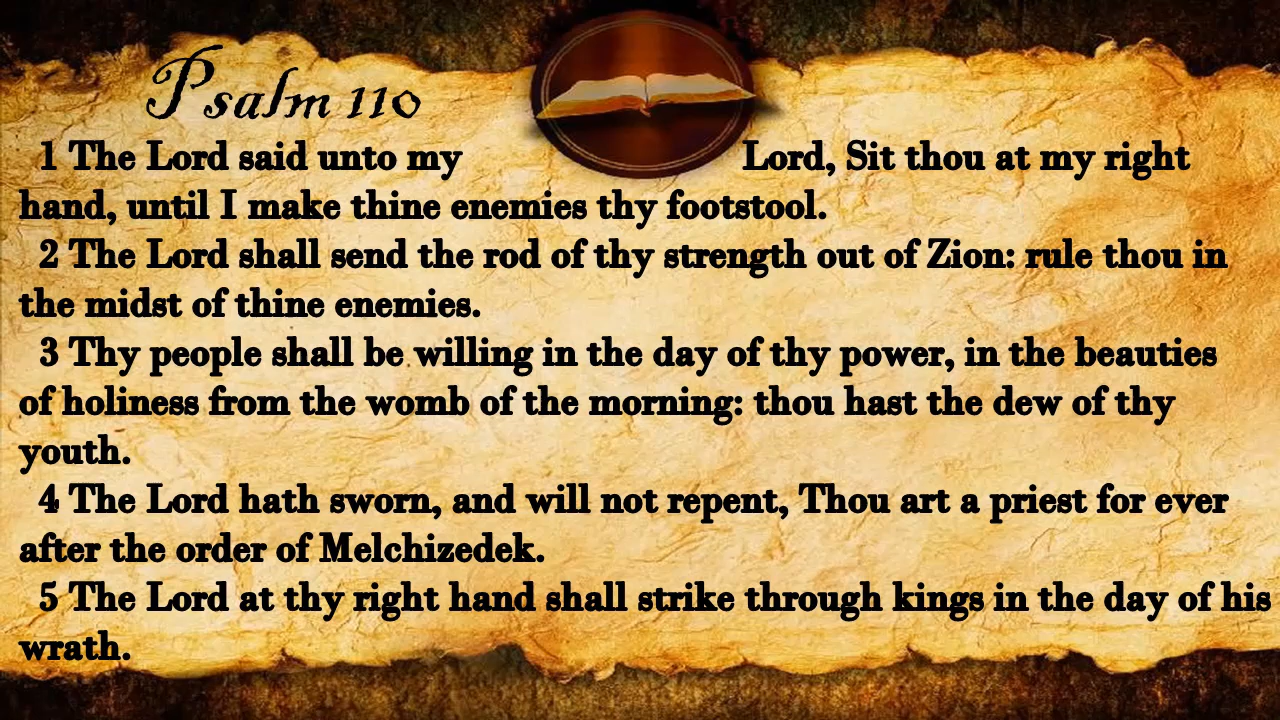 Psalm 110
1 The Lord said unto my Lord, Sit thou at my right
hand, until I make thine enemies thy footstool.
2 The Lord shall send the rod of thy strength out of Zion: rule thou in
the midst of thine enemies.
3 Thy people shall be willing in the day of thy power, in the beauties
of holiness from the womb of the morning: thou hast the dew of thy
youth.
4 The Lord hath sworn, and will not repent, Thou art a priest for ever
after the order of Melchizedek.
5 The Lord at thy right hand shall strike through kings in the day of his
wrath.